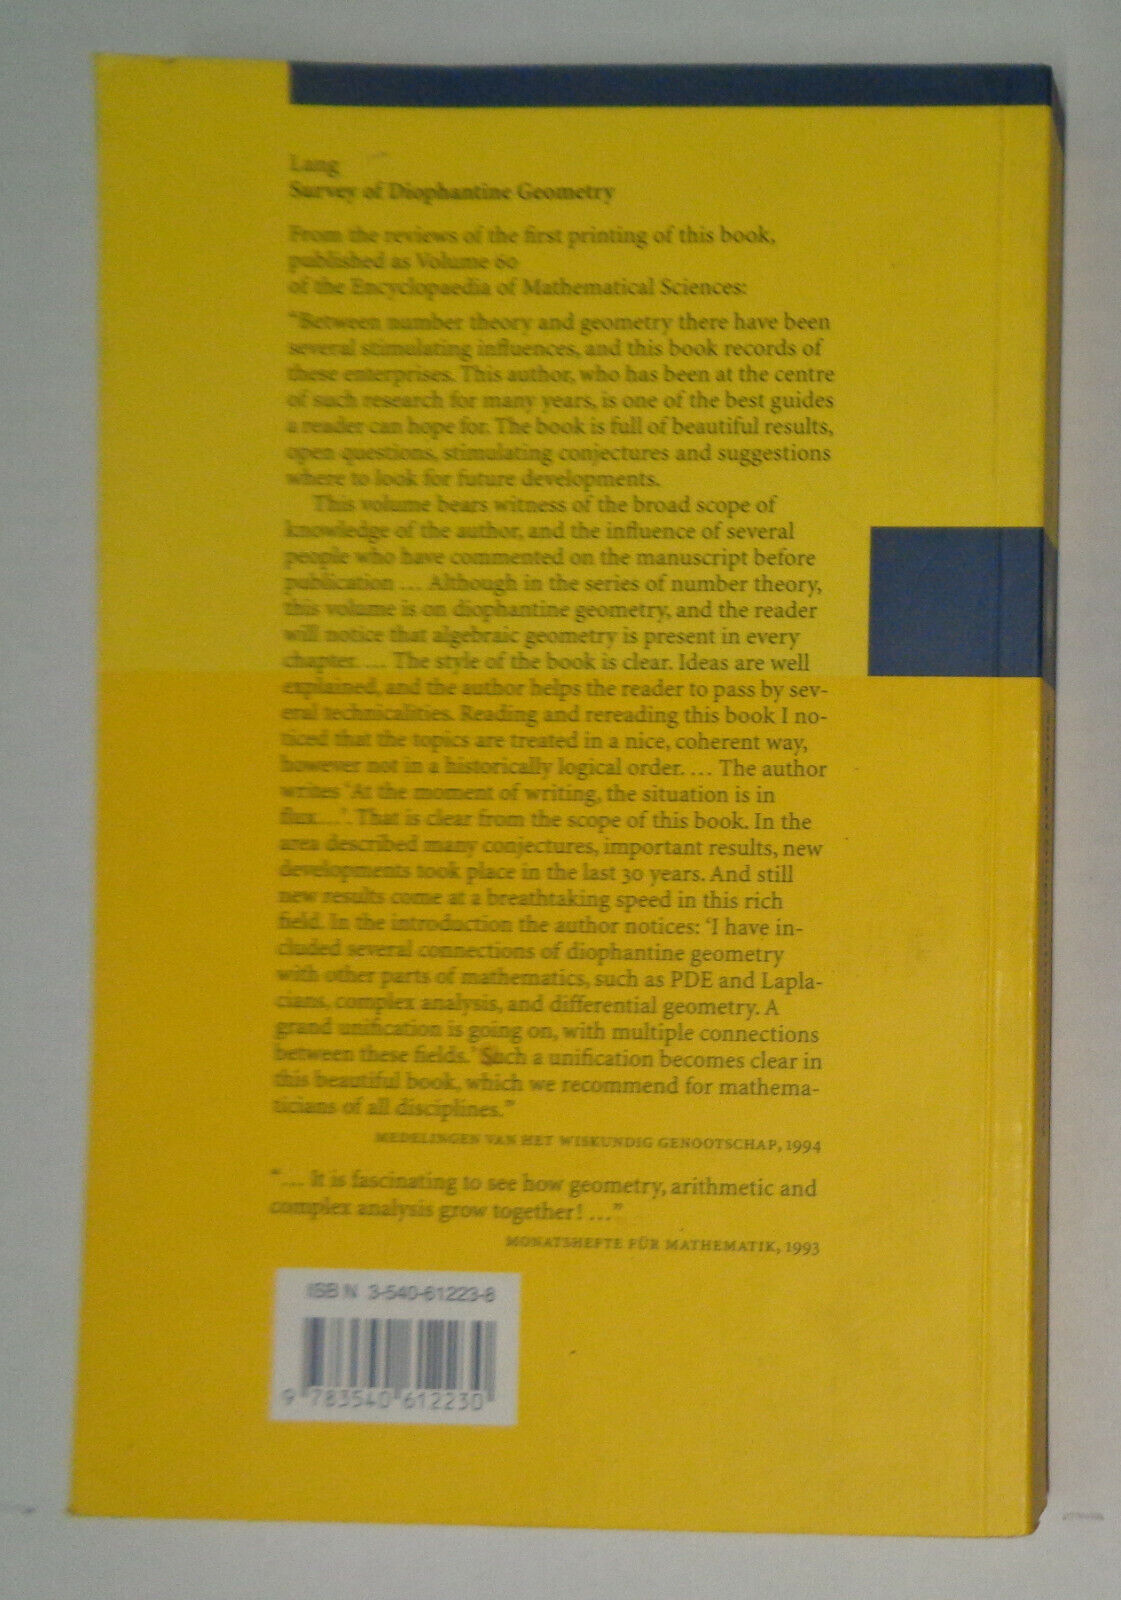 Lang
Survey of Diophantine Geometry
From the reviews of the first printing of this book,
published as Volume 60
of the Encyclopaedia of Mathematical Sciences:
“Between number theory and geometry there have been
several stimulating influences, and this book records of
these enterprises. This author, who has been at the centre
of such research for many years, is one of the best guides
a reader can hope for. The book is full of beautiful results,
open questions, stimulating conjectures and suggestions
where to look for future developments.
This volume bears witness of the broad scope of
knowledge of the author, and the influence of several
people who have commented on the manuscript before
publication ... Although in the series of number theory,
this volume is on diophantine geometry, and the reader
will notice that algebraic geometry is present in every
chapter. ... The style of the book is clear. Ideas are well
explained, and the author helps the reader to pass by sev-
eral technicalities. Reading and rereading this book I no-
ticed that the topics are treated in a nice, coherent way,
however not in a historically logical order. ... The author
writes ‘At the moment of writing, the situation is in
flux...’. That is clear from the scope of this book. In the
area described many conjectures, important results, new
developments took place in the last 30 years. And still
new results come at a breathtaking speed in this rich
field. In the introduction the author notices: ‘I have in-
cluded several connections of diophantine geometry
with other parts of mathematics, such as PDE and Lapla-
cians, complex analysis, and differential geometry. A
grand unification is going on, with multiple connections
between these fields.’ Such a unification becomes clear in
this beautiful book, which we recommend for mathema-
ticians of all disciplines.”
MEDELINGEN VAN HET WISKUNDIG GENOOTSCHAP, 1994
“... It is fascinating to see how geometry, arithmetic and
complex analysis grow together! ...”
MONATSHEFTE FÜR MATHEMATIK, 1993
ISBN 3-540-61223-8
9 783540 612230